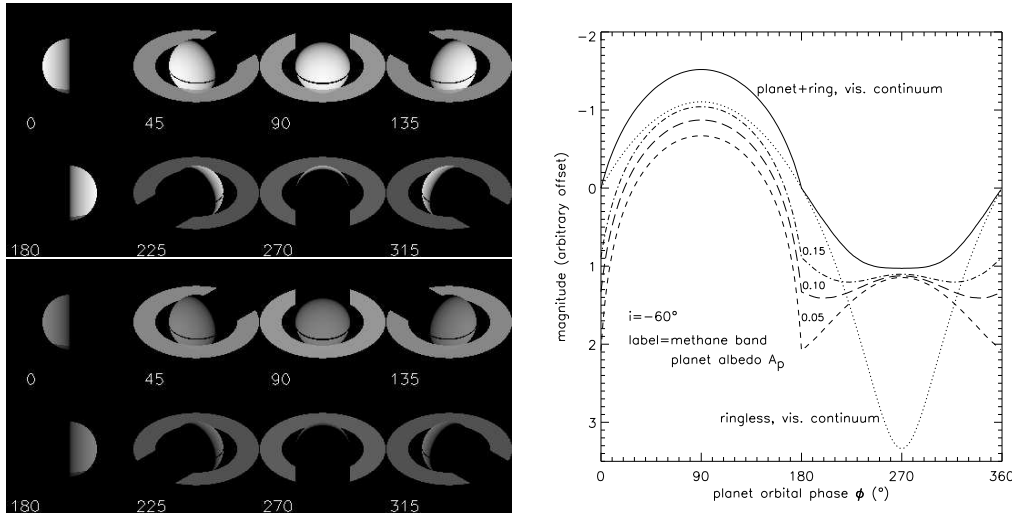 0 45 90 135
180 225 270 315
0 45 90 135
180 225 270 315
−2
−1
0
1
2
3
magnitude (arbitrary offset)
planet+ring, vis. continuum
0.15
0.10
0.05
i=−60°
label=methane band
planet albedo Ap
ringless, vis. continuum
0 90 180 270 360
planet orbital phase ϕ (°)